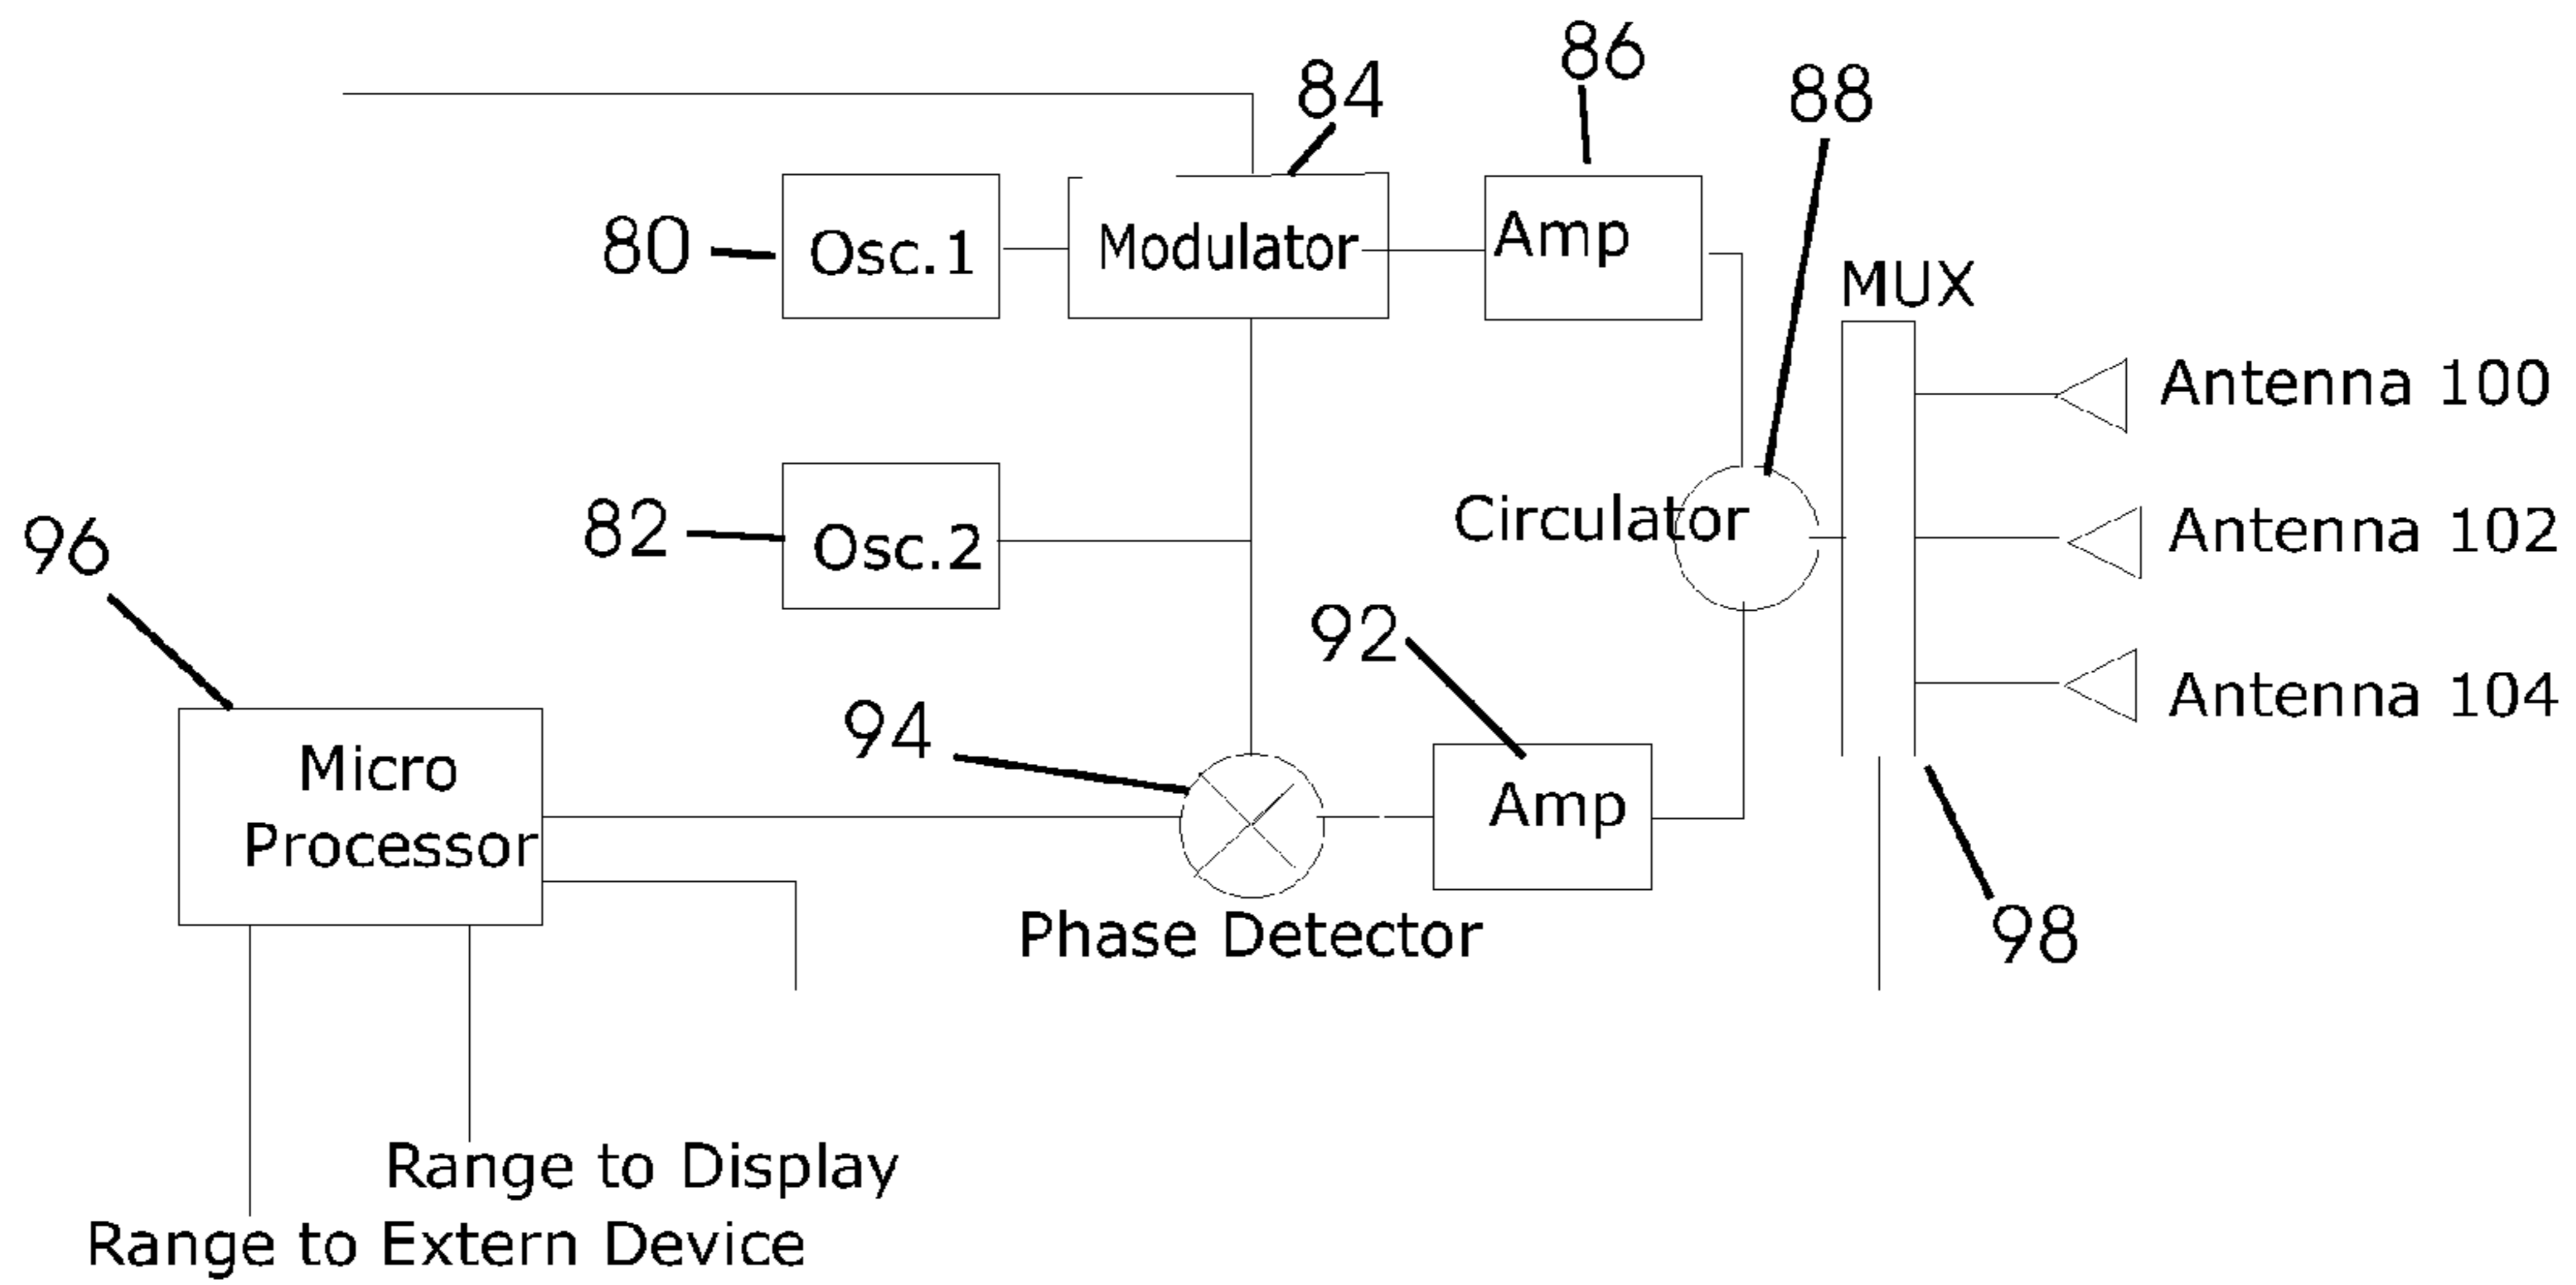 86
84
88
80
Osc.1
Modulator
Amp
MUX
Antenna 100
82
Osc.2
Circulator
Antenna 102
96
92
Antenna 104
94
Micro
Processor
Amp
Phase Detector
98
Range to Display
Range to Extern Device